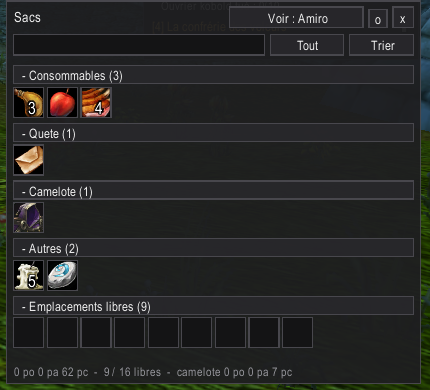 Sacs
Voir : Amiro
o
x
Tout
Trier
- Consommables (3)
3
4
- Quete (1)
- Camelote (1)
- Autres (2)
5
- Emplacements libres (9)
0 po 0 pa 62 pc - 9 / 16 libres - camelote 0 po 0 pa 7 pc